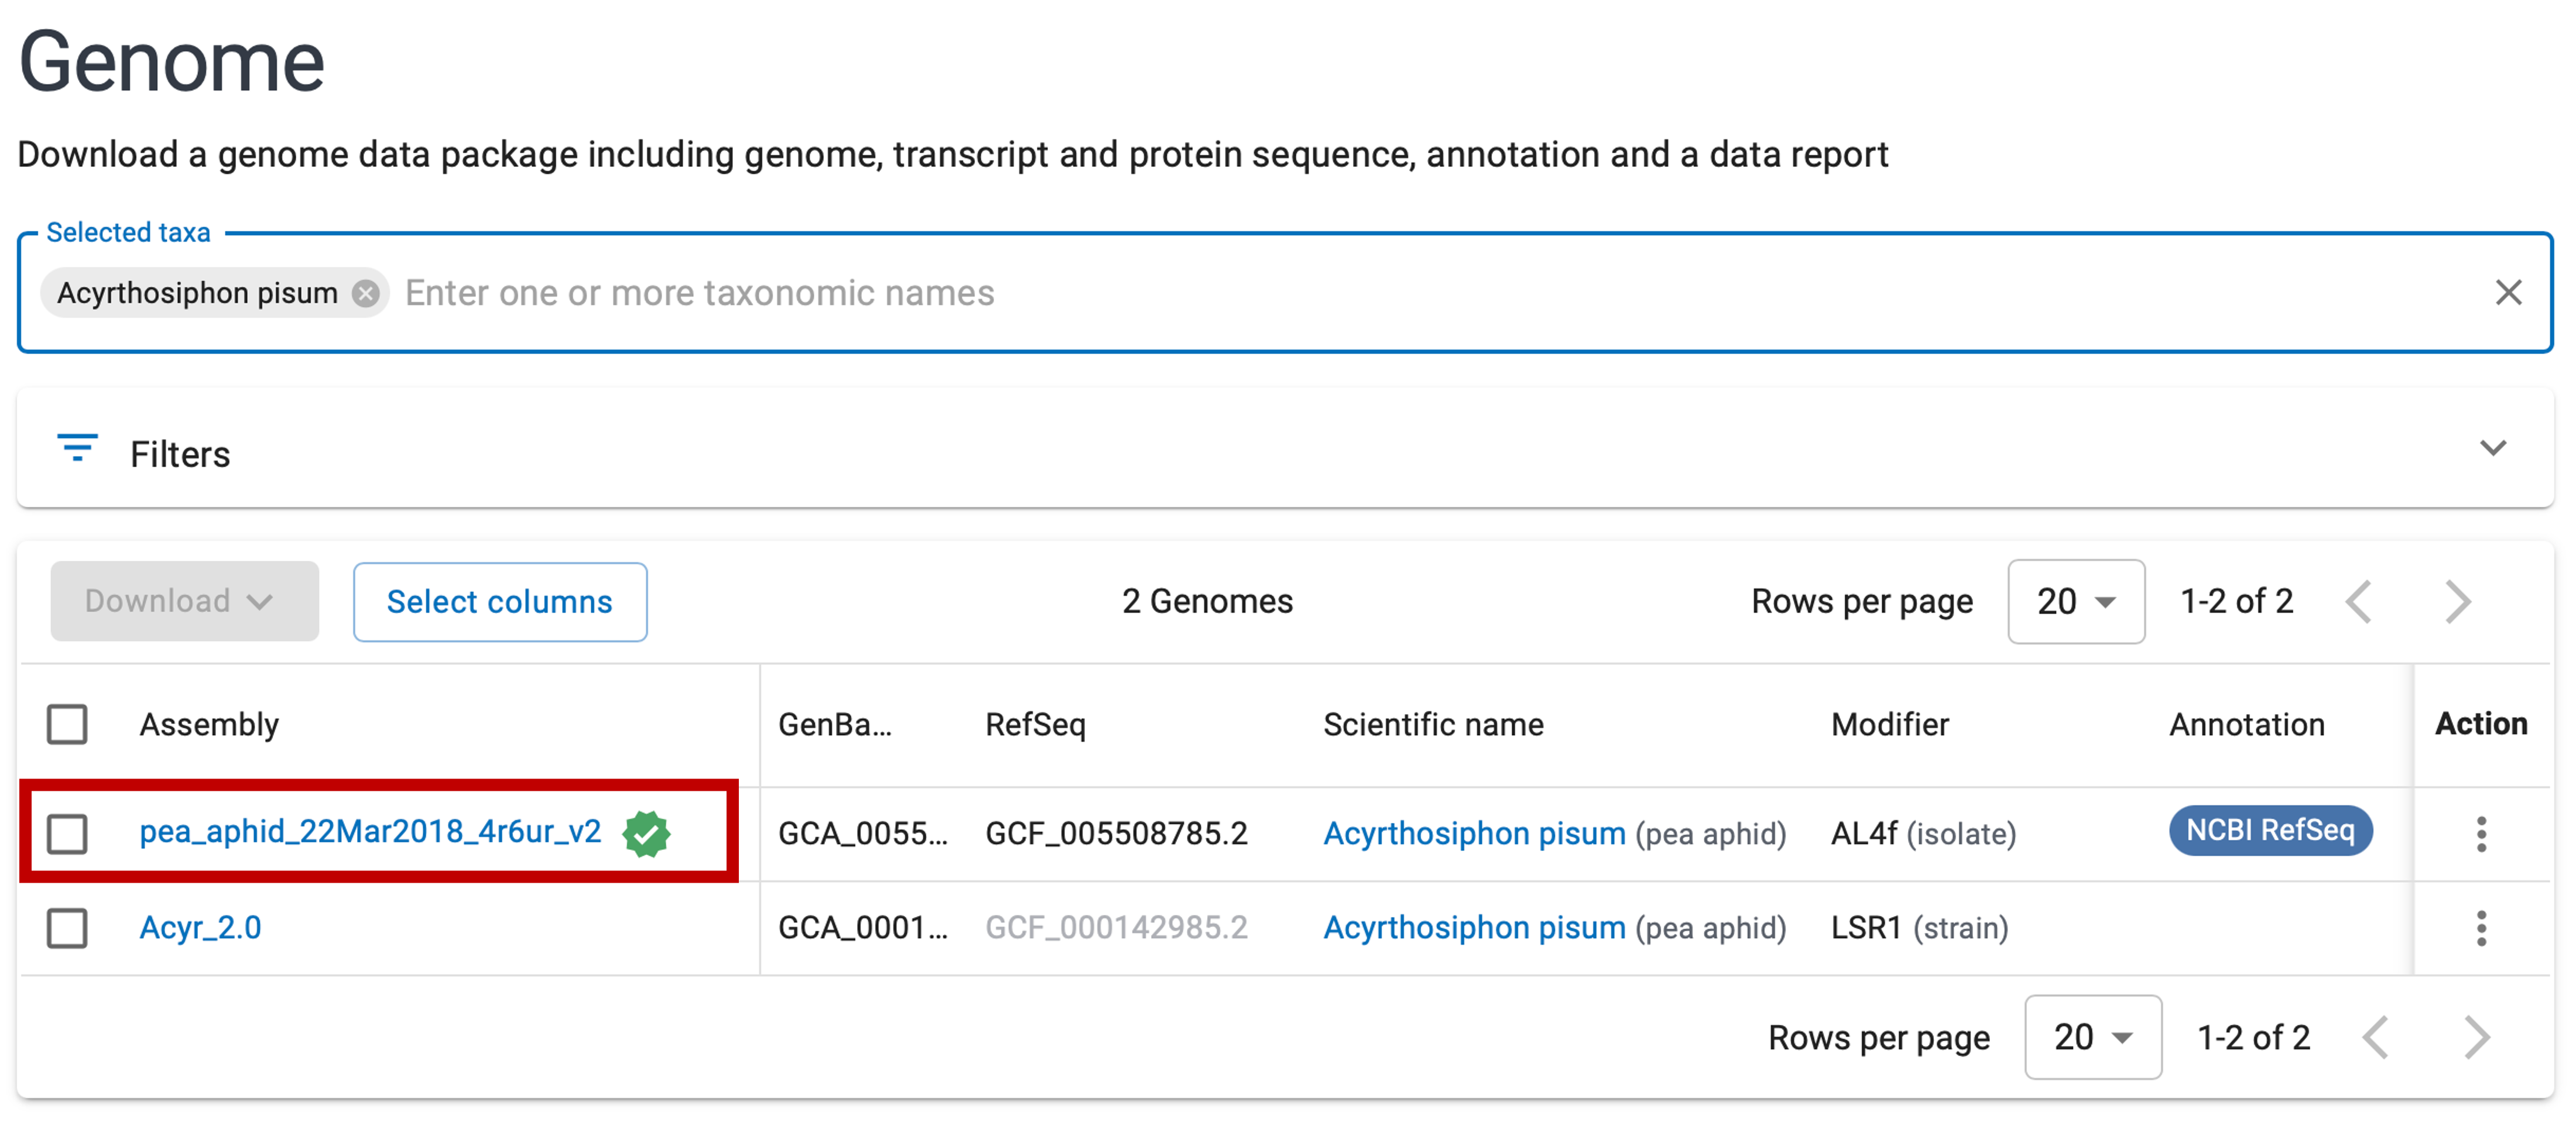 Genome
Download a genome data package including genome, transcript and protein sequence, annotation and a data report
Selected taxa
Acyrthosiphon pisum Enter one or more taxonomic names
Filters
Download Select columns 2 Genomes Rows per page 20 1-2 of 2
Assembly GenBa... RefSeq Scientific name Modifier Annotation Action
pea_aphid_22Mar2018_4r6ur_v2 GCA_0055... GCF_005508785.2 Acyrthosiphon pisum (pea aphid) AL4f (isolate) NCBI RefSeq
Acyr_2.0 GCA_0001... GCF_000142985.2 Acyrthosiphon pisum (pea aphid) LSR1 (strain)
Rows per page 20 1-2 of 2